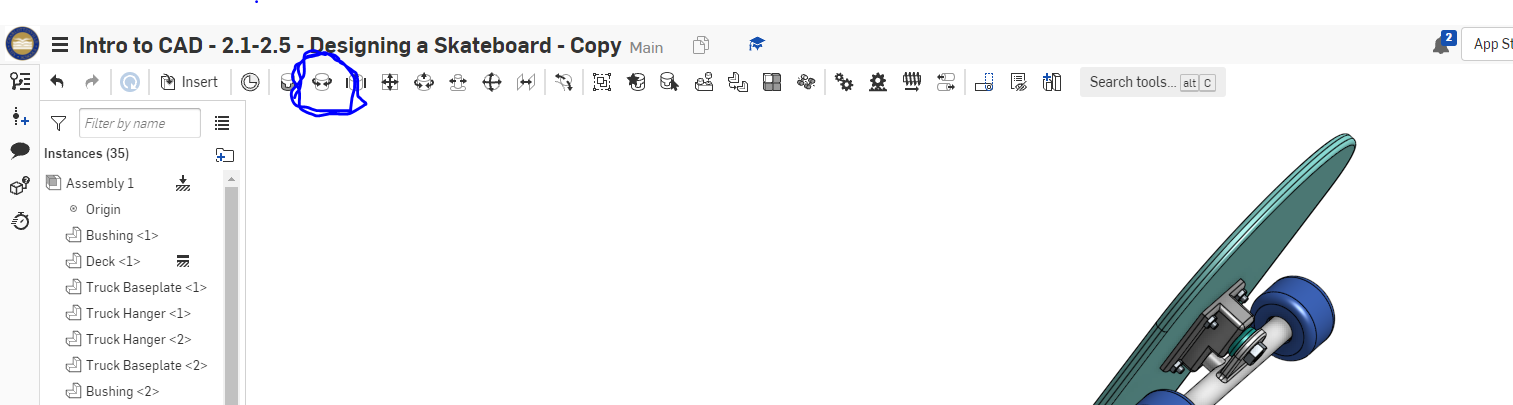 Intro to CAD - 2.1-2.5 - Designing a Skateboard - Copy Main
2
App St
Insert
Search tools... alt C
Filter by name
Instances (35)
Assembly 1
Origin
Bushing <1>
Deck <1>
Truck Baseplate <1>
Truck Hanger <1>
Truck Hanger <2>
Truck Baseplate <2>
Bushing <2>